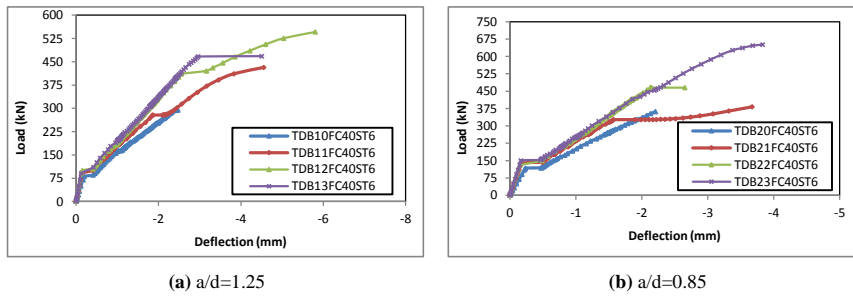 600
525
450
375
300
225
150
75
0
Load (kN)
0
-2
-4
-6
-8
Deflection (mm)
TDB10FC40ST6
TDB11FC40ST6
TDB12FC40ST6
TDB13FC40ST6
(a) a/d=1.25
750
675
600
525
450
375
300
225
150
75
0
Load (kN)
0
-1
-2
-3
-4
-5
Deflection (mm)
TDB20FC40ST6
TDB21FC40ST6
TDB22FC40ST6
TDB23FC40ST6
(b) a/d=0.85